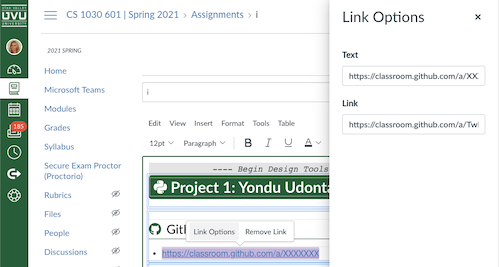 STAR VALLEY
UVU
UNIVERSITY
CS 1030 601 | Spring 2021 > Assignments > i
2021 SPRING
Home
Microsoft Teams
Modules
Grades
Syllabus
Secure Exam Proctor
(Proctorio)
Rubrics
Files
People
Discussions
185
i
Edit View Insert Format Tools Table
12pt Paragraph B I U A
---- Begin Design Tools
Project 1: Yondu Udonta
Gith
Link Options Remove Link
https://classroom.github.com/a/XXXXXXX
Link Options ×
Text
https://classroom.github.com/a/XX
Link
https://classroom.github.com/a/Tw